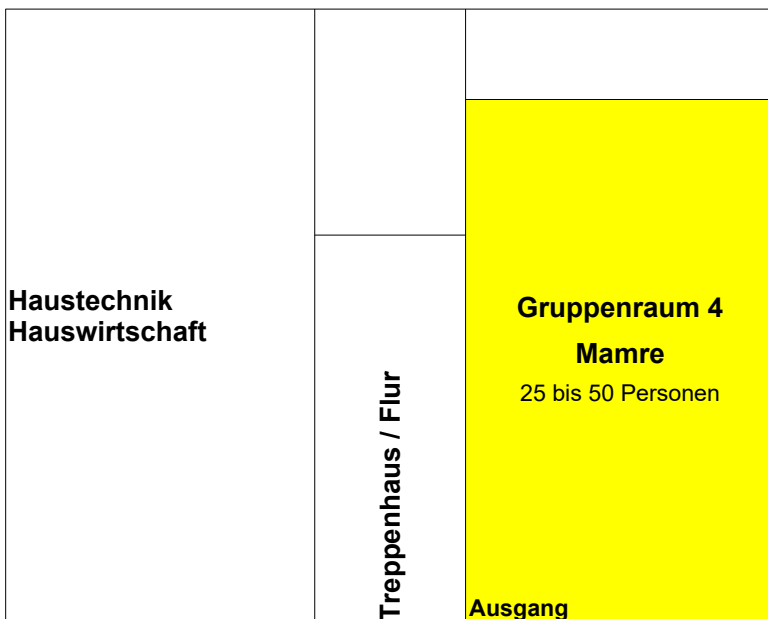 Haustechnik
Hauswirtschaft
Treppenhaus / Flur
Gruppenraum 4
Mamre
25 bis 50 Personen
Ausgang